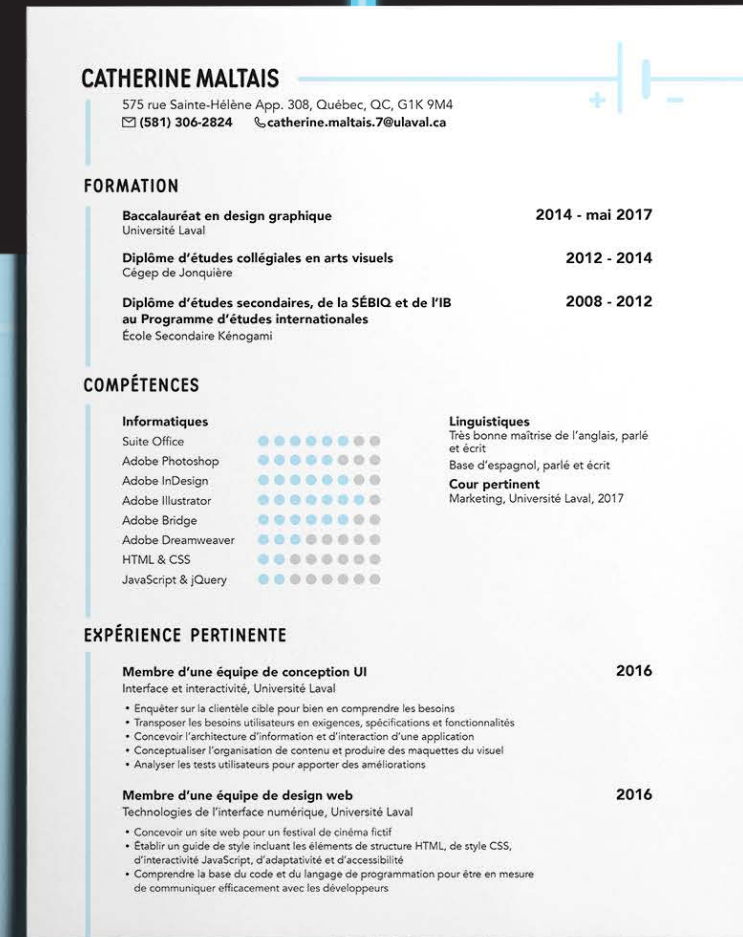 CATHERINE MALTAIS
575 rue Sainte-Hélène App. 308, Québec, QC, G1K 9M4
(581) 306-2824 catherine.maltais.7@ulaval.ca
FORMATION
Baccalauréat en design graphique 2014 - mai 2017
Université Laval
Diplôme d'études collégiales en arts visuels 2012 - 2014
Cégep de Jonquière
Diplôme d'études secondaires, de la SÉBIQ et de l'IB 2008 - 2012
au Programme d'études internationales
École Secondaire Kénogami
COMPÉTENCES
Informatiques
Suite Office
Adobe Photoshop
Adobe InDesign
Adobe Illustrator
Adobe Bridge
Adobe Dreamweaver
HTML & CSS
JavaScript & jQuery
Linguistiques
Très bonne maîtrise de l'anglais, parlé
et écrit
Base d'espagnol, parlé et écrit
Cour pertinent
Marketing, Université Laval, 2017
EXPÉRIENCE PERTINENTE
Membre d'une équipe de conception UI 2016
Interface et interactivité, Université Laval
• Enquêter sur la clientèle cible pour bien en comprendre les besoins
• Transposer les besoins utilisateurs en exigences, spécifications et fonctionnalités
• Concevoir l'architecture d'information et d'interaction d'une application
• Conceptualiser l'organisation de contenu et produire des maquettes du visuel
• Analyser les tests utilisateurs pour apporter des améliorations
Membre d'une équipe de design web 2016
Technologies de l'interface numérique, Université Laval
• Concevoir un site web pour un festival de cinéma fictif
• Établir un guide de style incluant les éléments de structure HTML, de style CSS,
d'interactivité JavaScript, d'adaptativité et d'accessibilité
• Comprendre la base du code et du langage de programmation pour être en mesure
de communiquer efficacement avec les développeurs